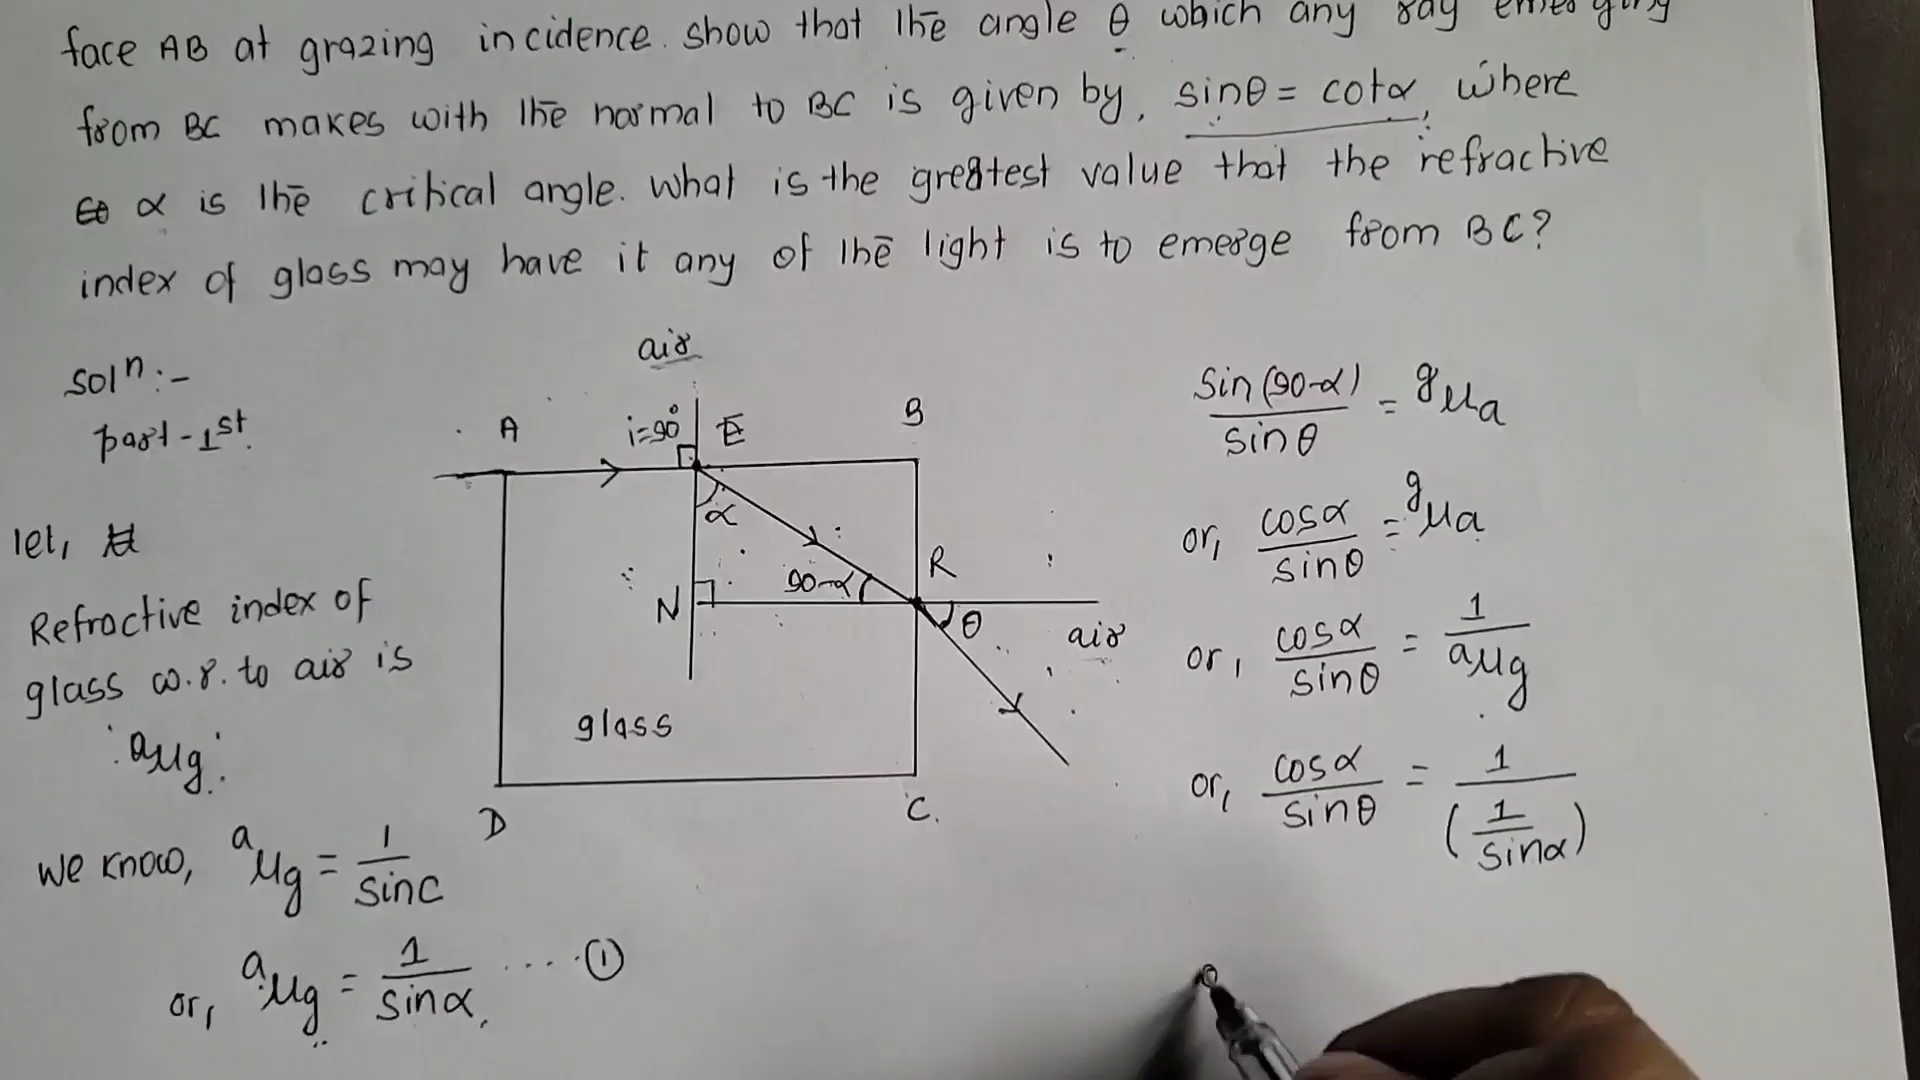 face AB at grazing incidence. show that the angle θ which any ray emerging
from BC makes with the normal to BC is given by, sinθ = cotα, where
α is the critical angle. What is the greatest value that the refractive
index of glass may have it any of the light is to emerge from BC?
soln :-
part-1st.
let,
Refractive index of
glass w.r. to air is
'aμg'.
we know, aμg = 1/sinc
or, aμg = 1/sinα .... ①
air
A
i=90°
E
B
α
90-α
R
N
θ
air
glass
D
C.
sin(90-α)/sinθ = gμa
or, cosα/sinθ = gμa
or, cosα/sinθ = 1/aμg
or, cosα/sinθ = 1/(1/sinα)